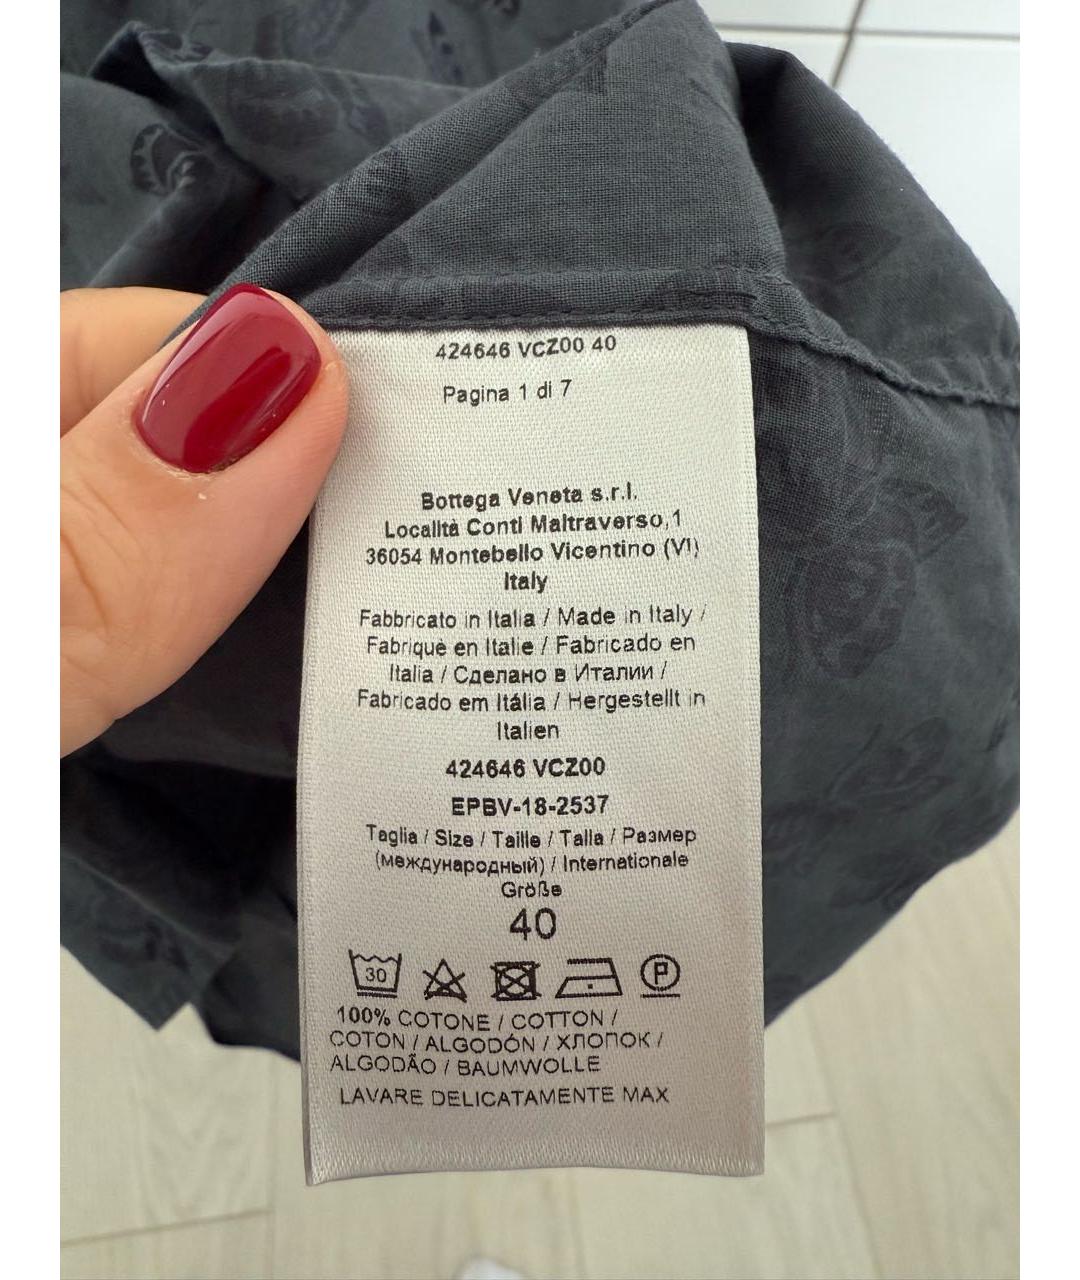 424646 VCZ00 40
Pagina 1 di 7
Bottega Veneta s.r.l.
Località Conti Maltraverso,1
36054 Montebello Vicentino (VI)
Italy
Fabbricato in Italia / Made in Italy /
Fabriquè en Italie / Fabricado en
Italia / Сделано в Италии /
Fabricado em Itália / Hergestellt in
Italien
424646 VCZ00
EPBV-18-2537
Taglia / Size / Taille / Talla / Размер
(международный) / Internationale
Größe
40
30
P
100% COTONE / COTTON /
COTON / ALGODÓN / ХЛОПОК /
ALGODÃO / BAUMWOLLE
LAVARE DELICATAMENTE MAX